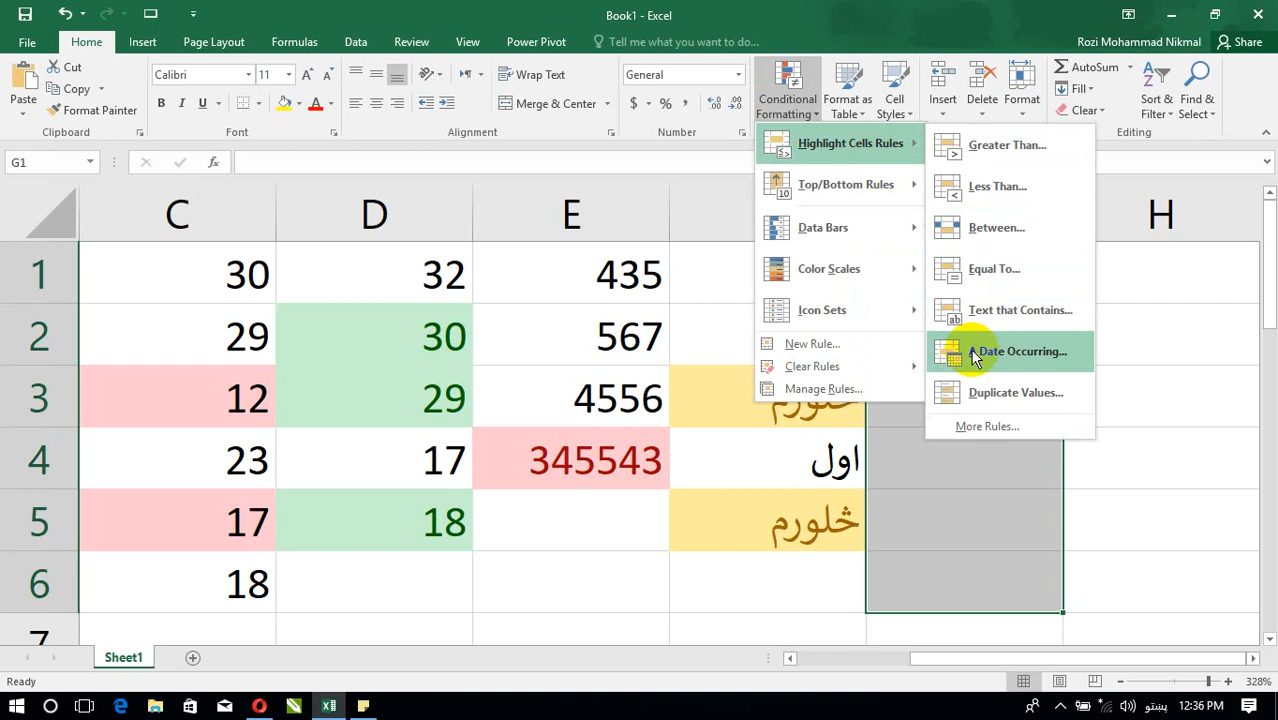 Book1 - Excel
File Home Insert Page Layout Formulas Data Review View Power Pivot Tell me what you want to do... Rozi Mohammad Nikmal Share
Paste Cut Copy Format Painter
Clipboard
Calibri 11
B I U
Font
Wrap Text
Merge & Center
Alignment
General
$ % ,
Number
Conditional Formatting
Format as Table
Cell Styles
Insert Delete Format
AutoSum
Fill
Clear
Sort & Filter
Find & Select
Editing
G1
fx
Highlight Cells Rules
Top/Bottom Rules
Data Bars
Color Scales
Icon Sets
New Rule...
Clear Rules
Manage Rules...
Greater Than...
Less Than...
Between...
Equal To...
Text that Contains...
A Date Occurring...
Duplicate Values...
More Rules...
C D E H
1 30 32 435
2 29 30 567
3 12 29 4556 څلورم
4 23 17 345543 اول
5 17 18 څلورم
6 18
7
Sheet1
Ready
328%
پښتو 12:36 PM